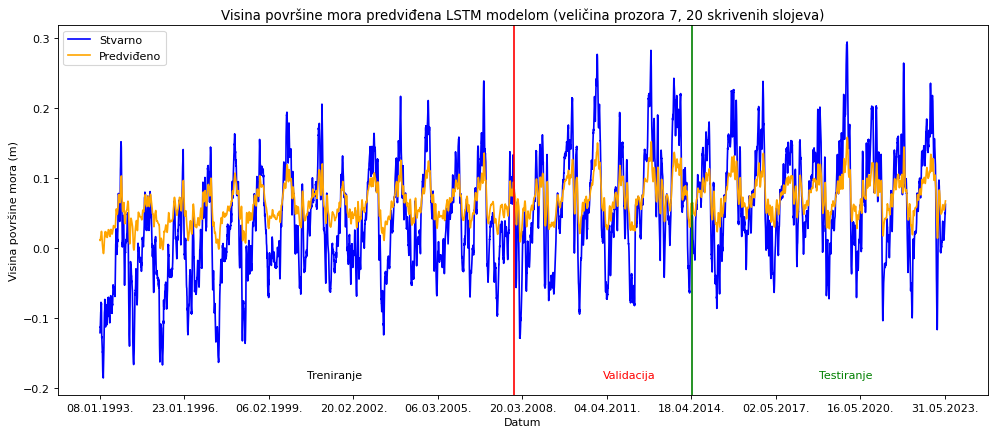 Visina površine mora predviđena LSTM modelom (veličina prozora 7, 20 skrivenih slojeva)
Stvarno
Predviđeno
0.3
0.2
0.1
0.0
−0.1
−0.2
Visina površine mora (m)
Treniranje
Validacija
Testiranje
08.01.1993.
23.01.1996.
06.02.1999.
20.02.2002.
06.03.2005.
20.03.2008.
04.04.2011.
18.04.2014.
02.05.2017.
16.05.2020.
31.05.2023.
Datum